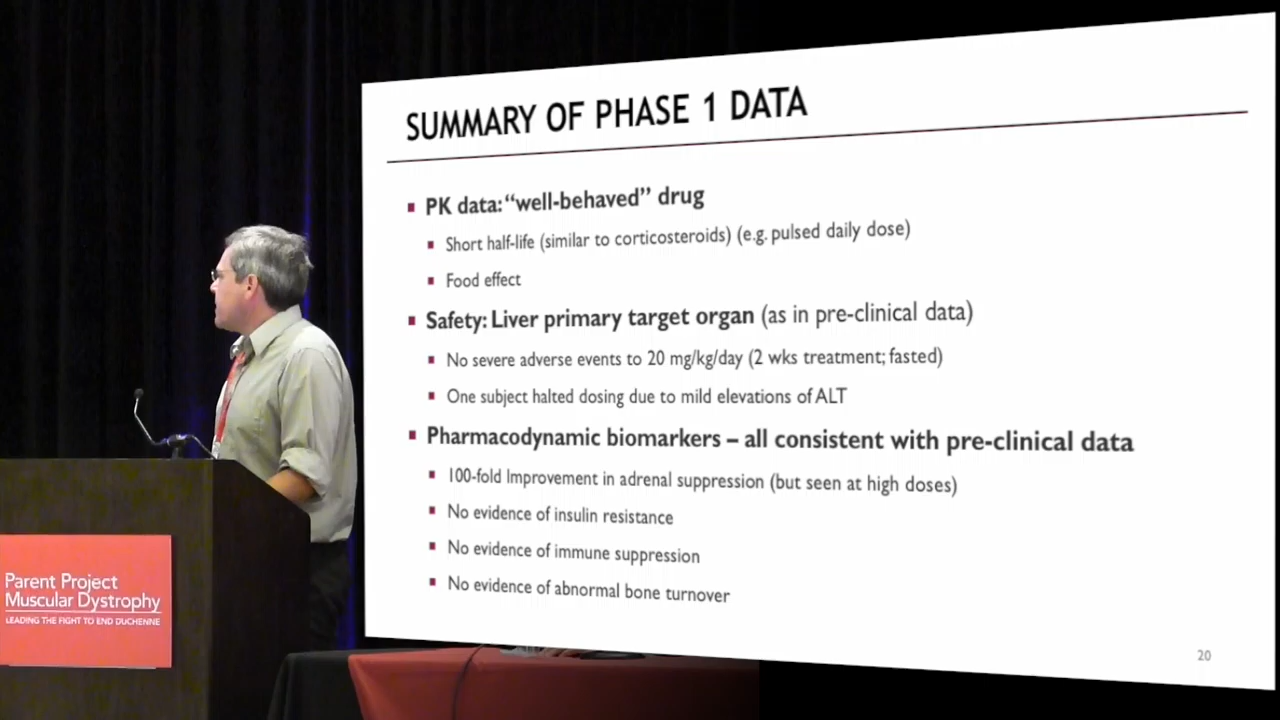 SUMMARY OF PHASE 1 DATA
PK data: “well-behaved” drug
Short half-life (similar to corticosteroids) (e.g. pulsed daily dose)
Food effect
Safety: Liver primary target organ (as in pre-clinical data)
No severe adverse events to 20 mg/kg/day (2 wks treatment; fasted)
One subject halted dosing due to mild elevations of ALT
Pharmacodynamic biomarkers – all consistent with pre-clinical data
100-fold Improvement in adrenal suppression (but seen at high doses)
No evidence of insulin resistance
No evidence of immune suppression
No evidence of abnormal bone turnover
20
Parent Project
Muscular Dystrophy
LEADING THE FIGHT TO END DUCHENNE